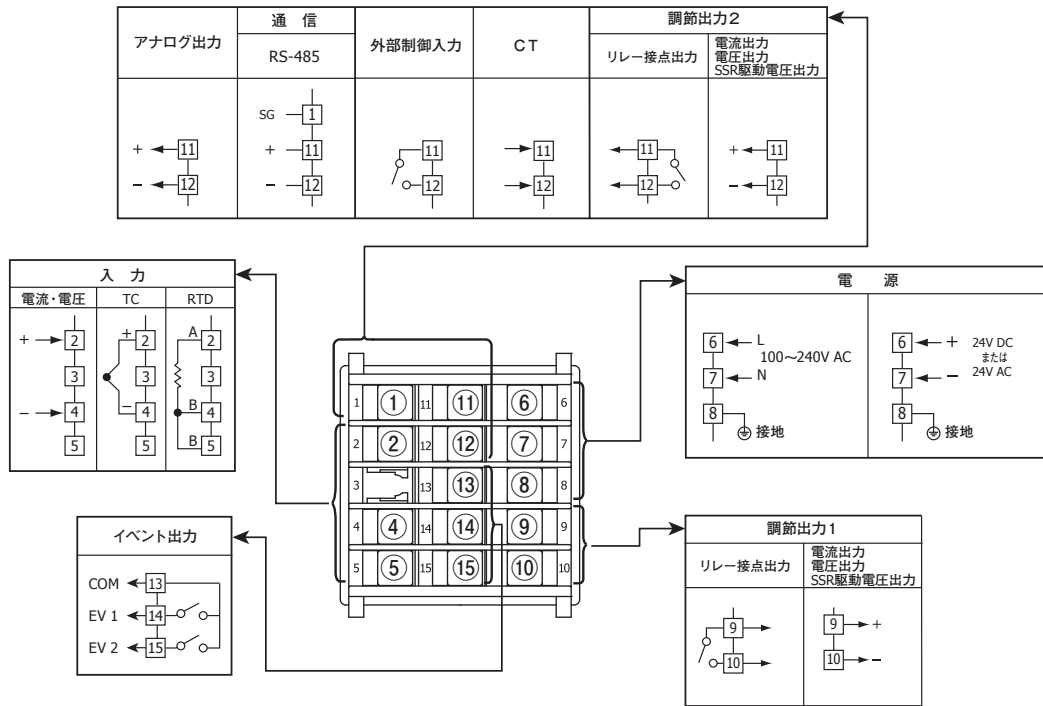 アナログ出力
通 信
RS-485
外部制御入力
CT
調節出力2
リレー接点出力
電流出力
電圧出力
SSR駆動電圧出力
+ 11
- 12
SG 1
+ 11
- 12
11
12
11
12
11
12
+ 11
- 12
入 力
電流・電圧
TC
RTD
+ 2
3
- 4
5
+ 2
3
- 4
5
A 2
3
B 4
B 5
電 源
6 L
100~240V AC
7 N
8 接地
6 +
24V DC
または
24V AC
7 -
8 接地
1 ① 11 ⑪ ⑥ 6
2 ② 12 ⑫ ⑦ 7
3 13 ⑬ ⑧ 8
4 ④ 14 ⑭ ⑨ 9
5 ⑤ 15 ⑮ ⑩ 10
イベント出力
COM 13
EV 1 14
EV 2 15
調節出力1
リレー接点出力
電流出力
電圧出力
SSR駆動電圧出力
9
10
9 +
10 -